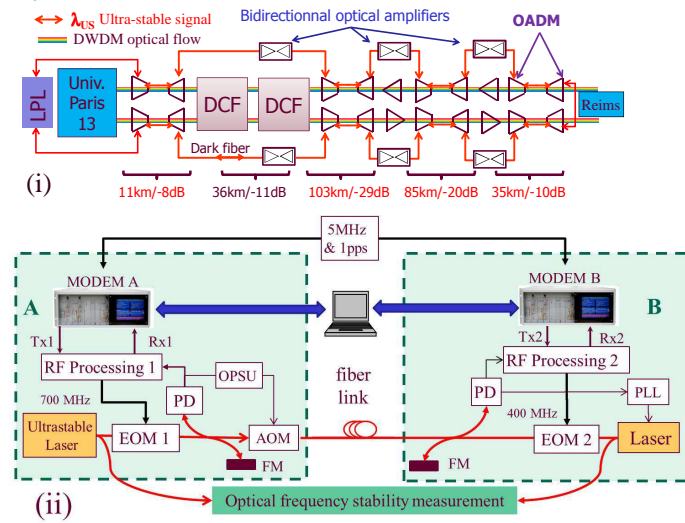 Bidirectionnal optical amplifiers
λUS Ultra-stable signal
OADM
DWDM optical flow
LPL
Univ.
Paris
13
DCF
DCF
Reims
Dark fiber
(i)
11km/-8dB
36km/-11dB
103km/-29dB
85km/-20dB
35km/-10dB
5MHz
& 1pps
MODEM A
MODEM B
A
B
Tx1
Rx1
Tx2
Rx2
RF Processing 1
OPSU
fiber
link
RF Processing 2
PD
PD
PLL
700 MHz
400 MHz
Ultrastable
Laser
EOM 1
AOM
EOM 2
Laser
FM
FM
(ii)
Optical frequency stability measurement